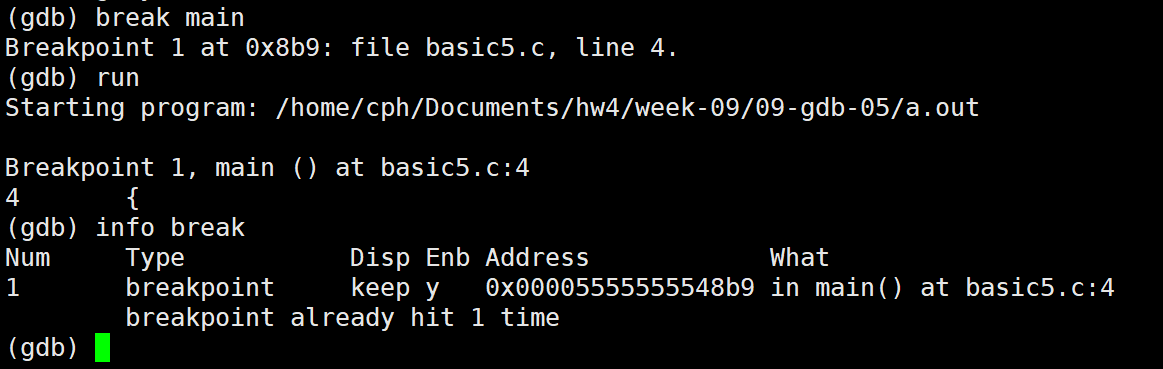 (gdb) break main
Breakpoint 1 at 0x8b9: file basic5.c, line 4.
(gdb) run
Starting program: /home/cph/Documents/hw4/week-09/09-gdb-05/a.out

Breakpoint 1, main () at basic5.c:4
4       {
(gdb) info break
Num     Type           Disp Enb Address            What
1       breakpoint     keep y   0x00005555555548b9 in main() at basic5.c:4
        breakpoint already hit 1 time
(gdb)